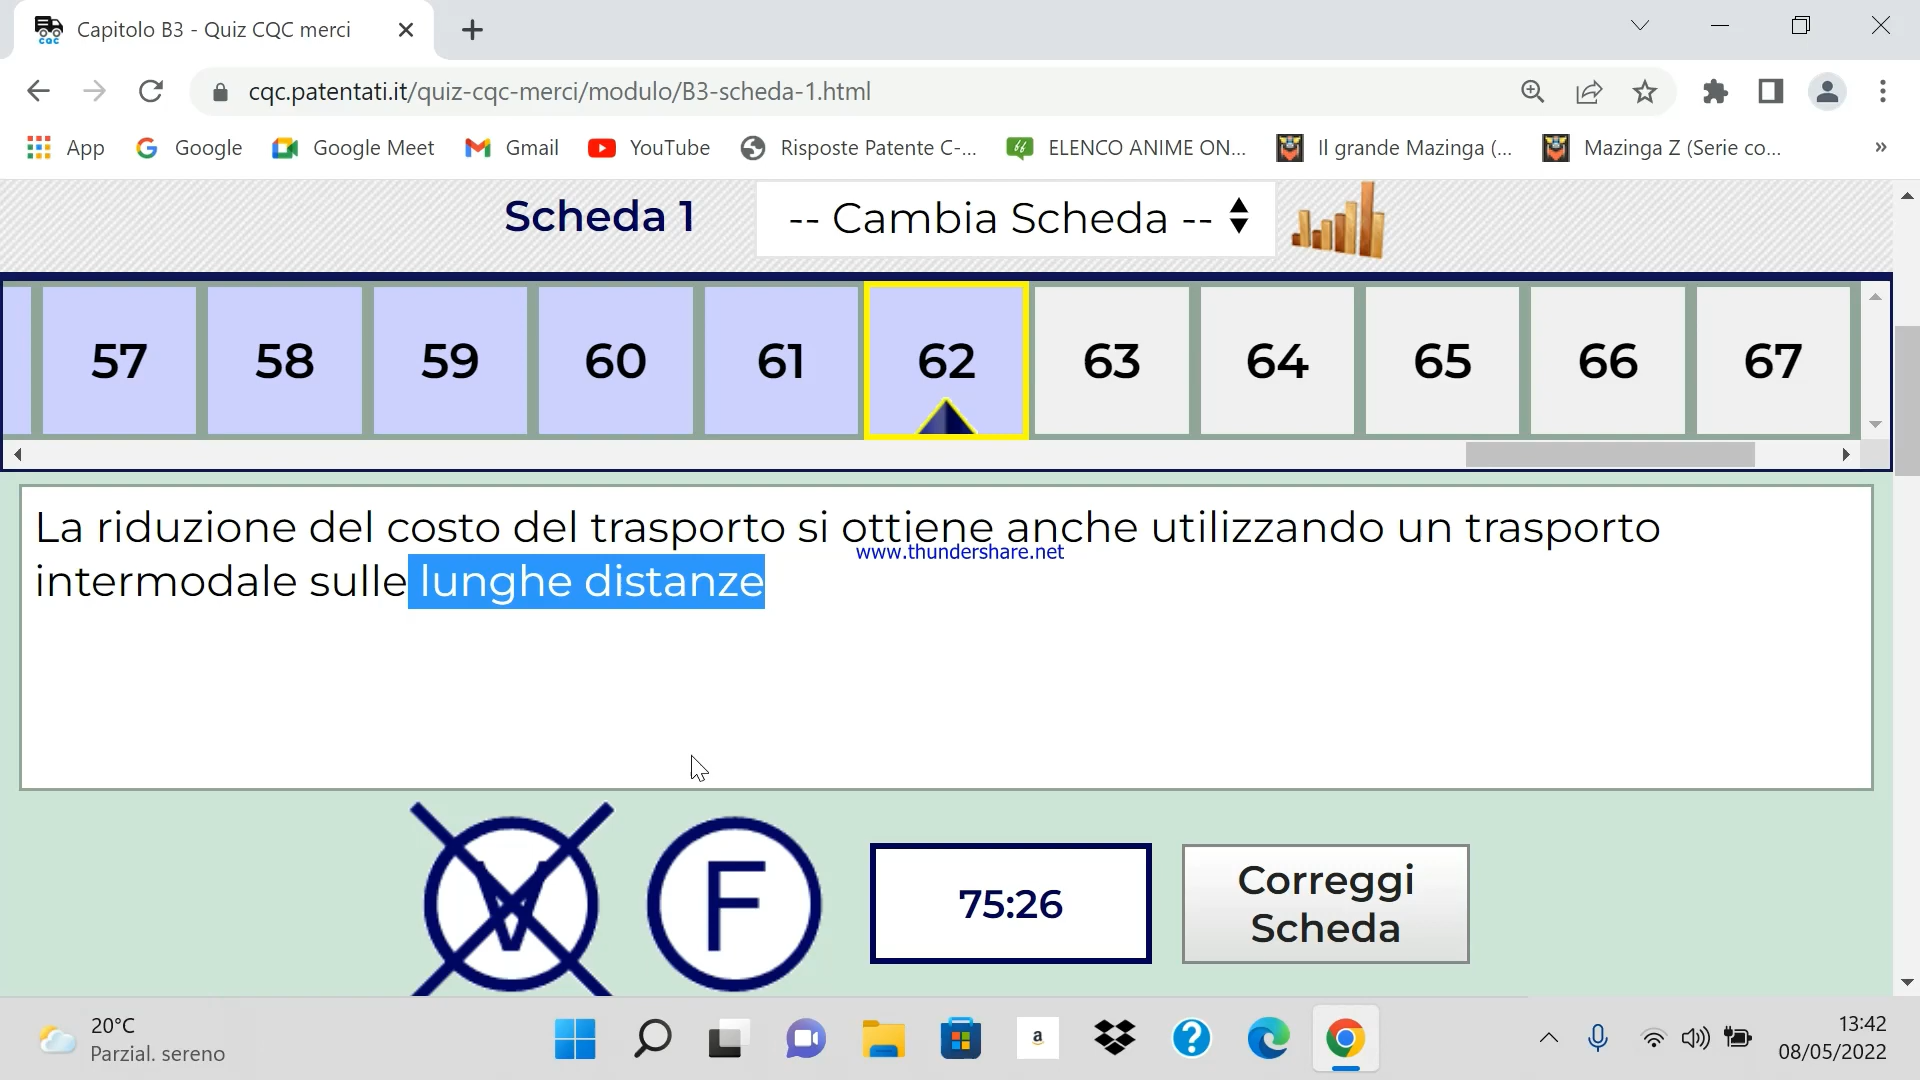 Capitolo B3 - Quiz CQC merci
cqc.patentati.it/quiz-cqc-merci/modulo/B3-scheda-1.html
App Google Google Meet Gmail YouTube Risposte Patente C-... ELENCO ANIME ON... Il grande Mazinga (... Mazinga Z (Serie co... »
Scheda 1 -- Cambia Scheda --
57 58 59 60 61 62 63 64 65 66 67
La riduzione del costo del trasporto si ottiene anche utilizzando un trasporto
www.thundershare.net
intermodale sulle lunghe distanze
V F 75:26 Correggi
Scheda
20°C
Parzial. sereno
13:42
08/05/2022